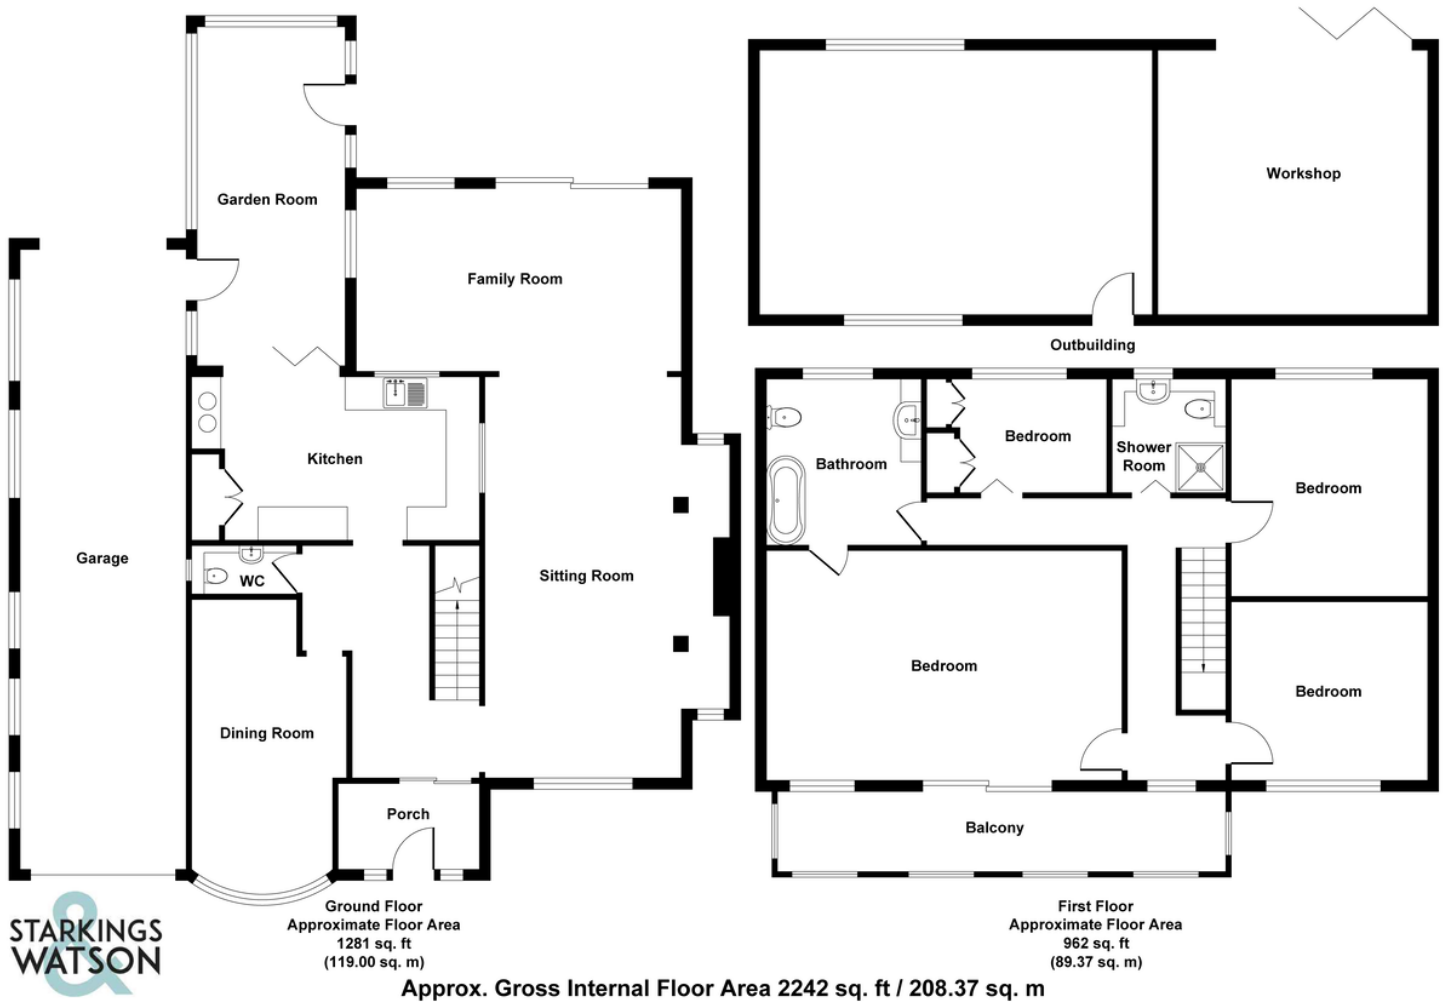 Garden Room
Family Room
Kitchen
Garage
WC
Sitting Room
Dining Room
Porch
Workshop
Outbuilding
Bathroom
Bedroom
Shower
Room
Bedroom
Bedroom
Bedroom
Balcony
&
STARKINGS
WATSON
Ground Floor
Approximate Floor Area
1281 sq. ft
(119.00 sq. m)
First Floor
Approximate Floor Area
962 sq. ft
(89.37 sq. m)
Approx. Gross Internal Floor Area 2242 sq. ft / 208.37 sq. m